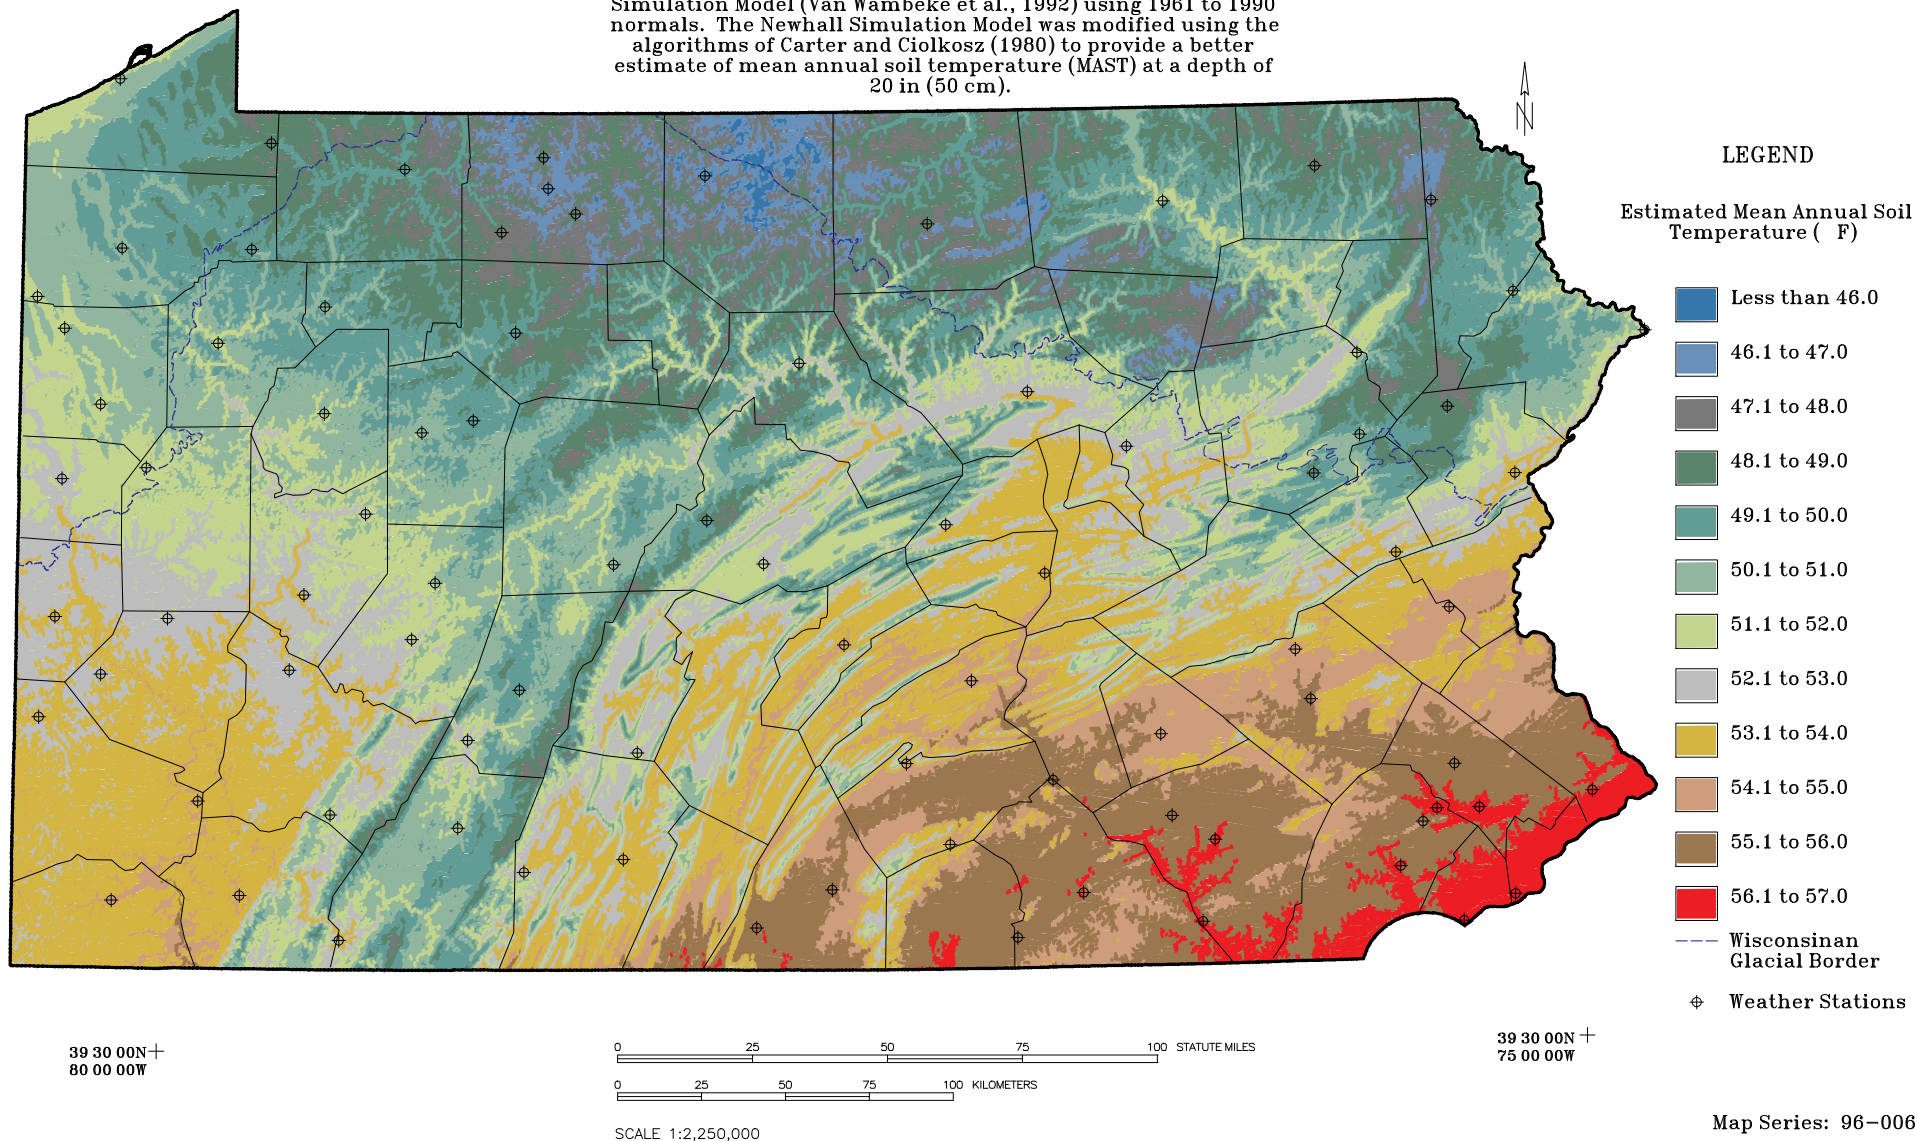 Simulation Model (Van Wambeke et al., 1992) using 1961 to 1990
normals. The Newhall Simulation Model was modified using the
algorithms of Carter and Ciolkosz (1980) to provide a better
estimate of mean annual soil temperature (MAST) at a depth of
20 in (50 cm).
N
LEGEND
Estimated Mean Annual Soil
Temperature ( F)
Less than 46.0
46.1 to 47.0
47.1 to 48.0
48.1 to 49.0
49.1 to 50.0
50.1 to 51.0
51.1 to 52.0
52.1 to 53.0
53.1 to 54.0
54.1 to 55.0
55.1 to 56.0
56.1 to 57.0
Wisconsinan
Glacial Border
Weather Stations
39 30 00N
80 00 00W
39 30 00N
75 00 00W
0 25 50 75 100 STATUTE MILES
0 25 50 75 100 KILOMETERS
SCALE 1:2,250,000
Map Series: 96-006